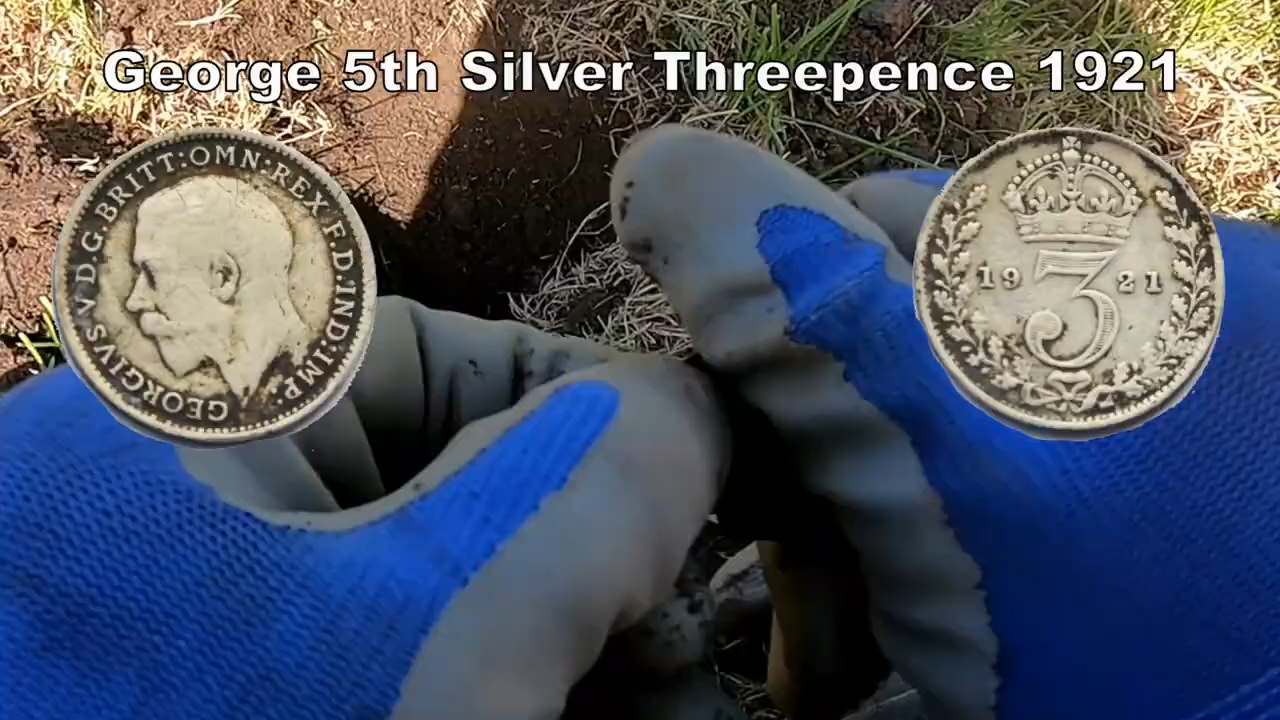 George 5th Silver Threepence 1921
GEORGIVS V D.G. BRITT: OMN: REX F.D. IND: IMP:
19 3 21